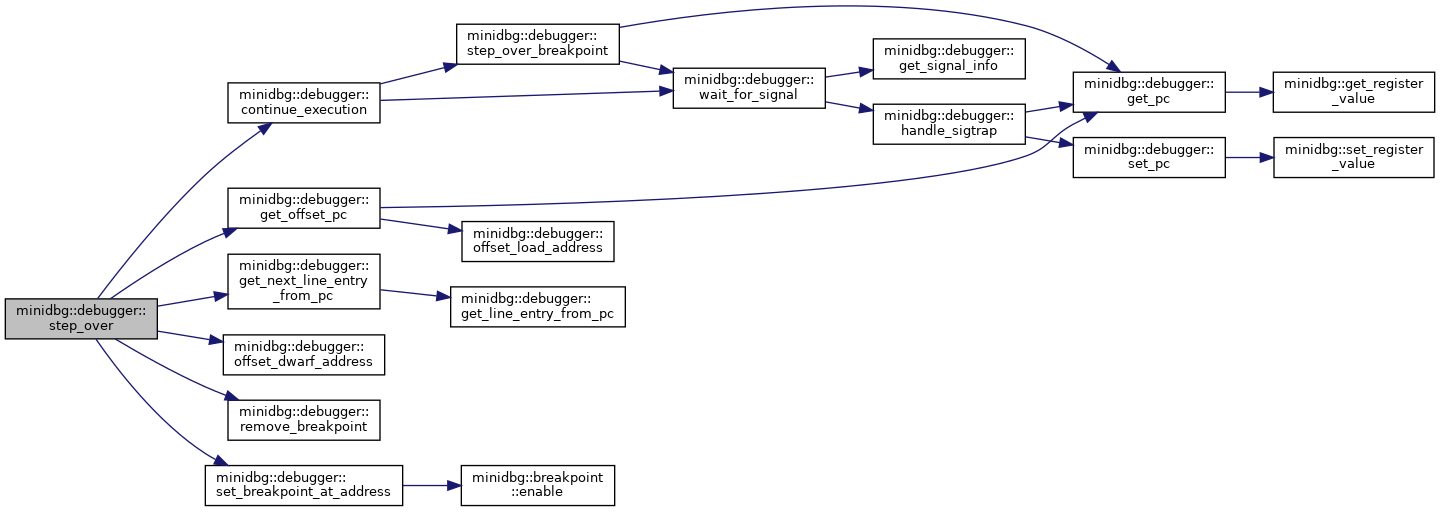 minidbg::debugger::
step_over
minidbg::debugger::
continue_execution
minidbg::debugger::
step_over_breakpoint
minidbg::debugger::
wait_for_signal
minidbg::debugger::
get_signal_info
minidbg::debugger::
handle_sigtrap
minidbg::debugger::
get_pc
minidbg::get_register
_value
minidbg::debugger::
set_pc
minidbg::set_register
_value
minidbg::debugger::
get_offset_pc
minidbg::debugger::
offset_load_address
minidbg::debugger::
get_next_line_entry
_from_pc
minidbg::debugger::
get_line_entry_from_pc
minidbg::debugger::
offset_dwarf_address
minidbg::debugger::
remove_breakpoint
minidbg::debugger::
set_breakpoint_at_address
minidbg::breakpoint
::enable